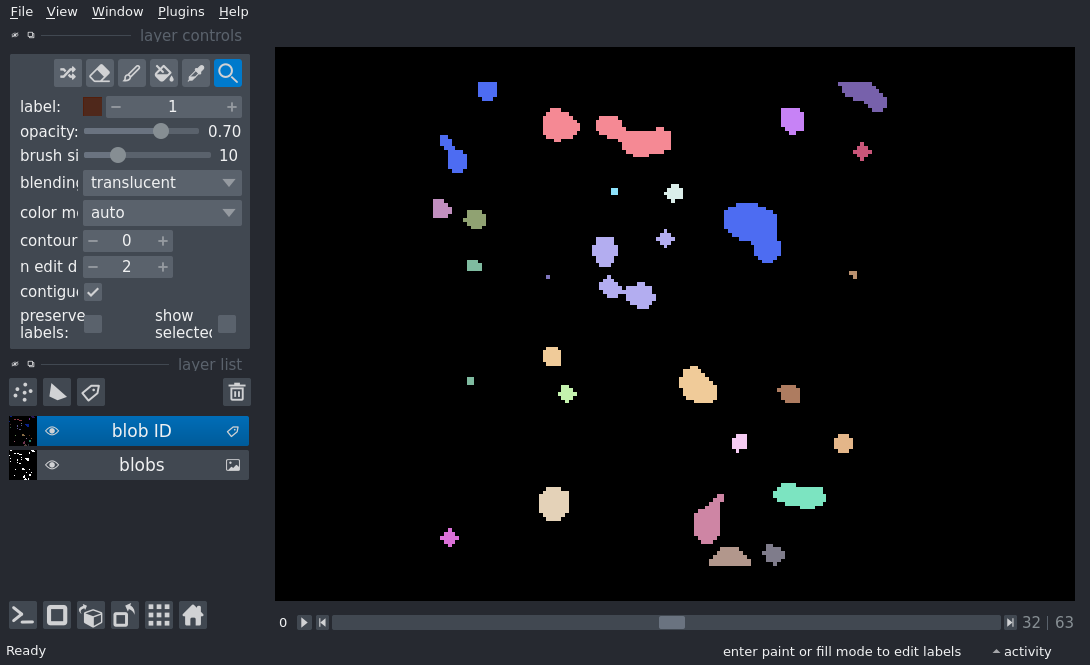 File View Window Plugins Help
layer controls
label: − 1 +
opacity: 0.70
brush si 10
blending translucent
color m auto
contour − 0 +
n edit d − 2 +
contigu
preserve labels: show selected
layer list
blob ID
blobs
0 32 | 63
Ready enter paint or fill mode to edit labels activity